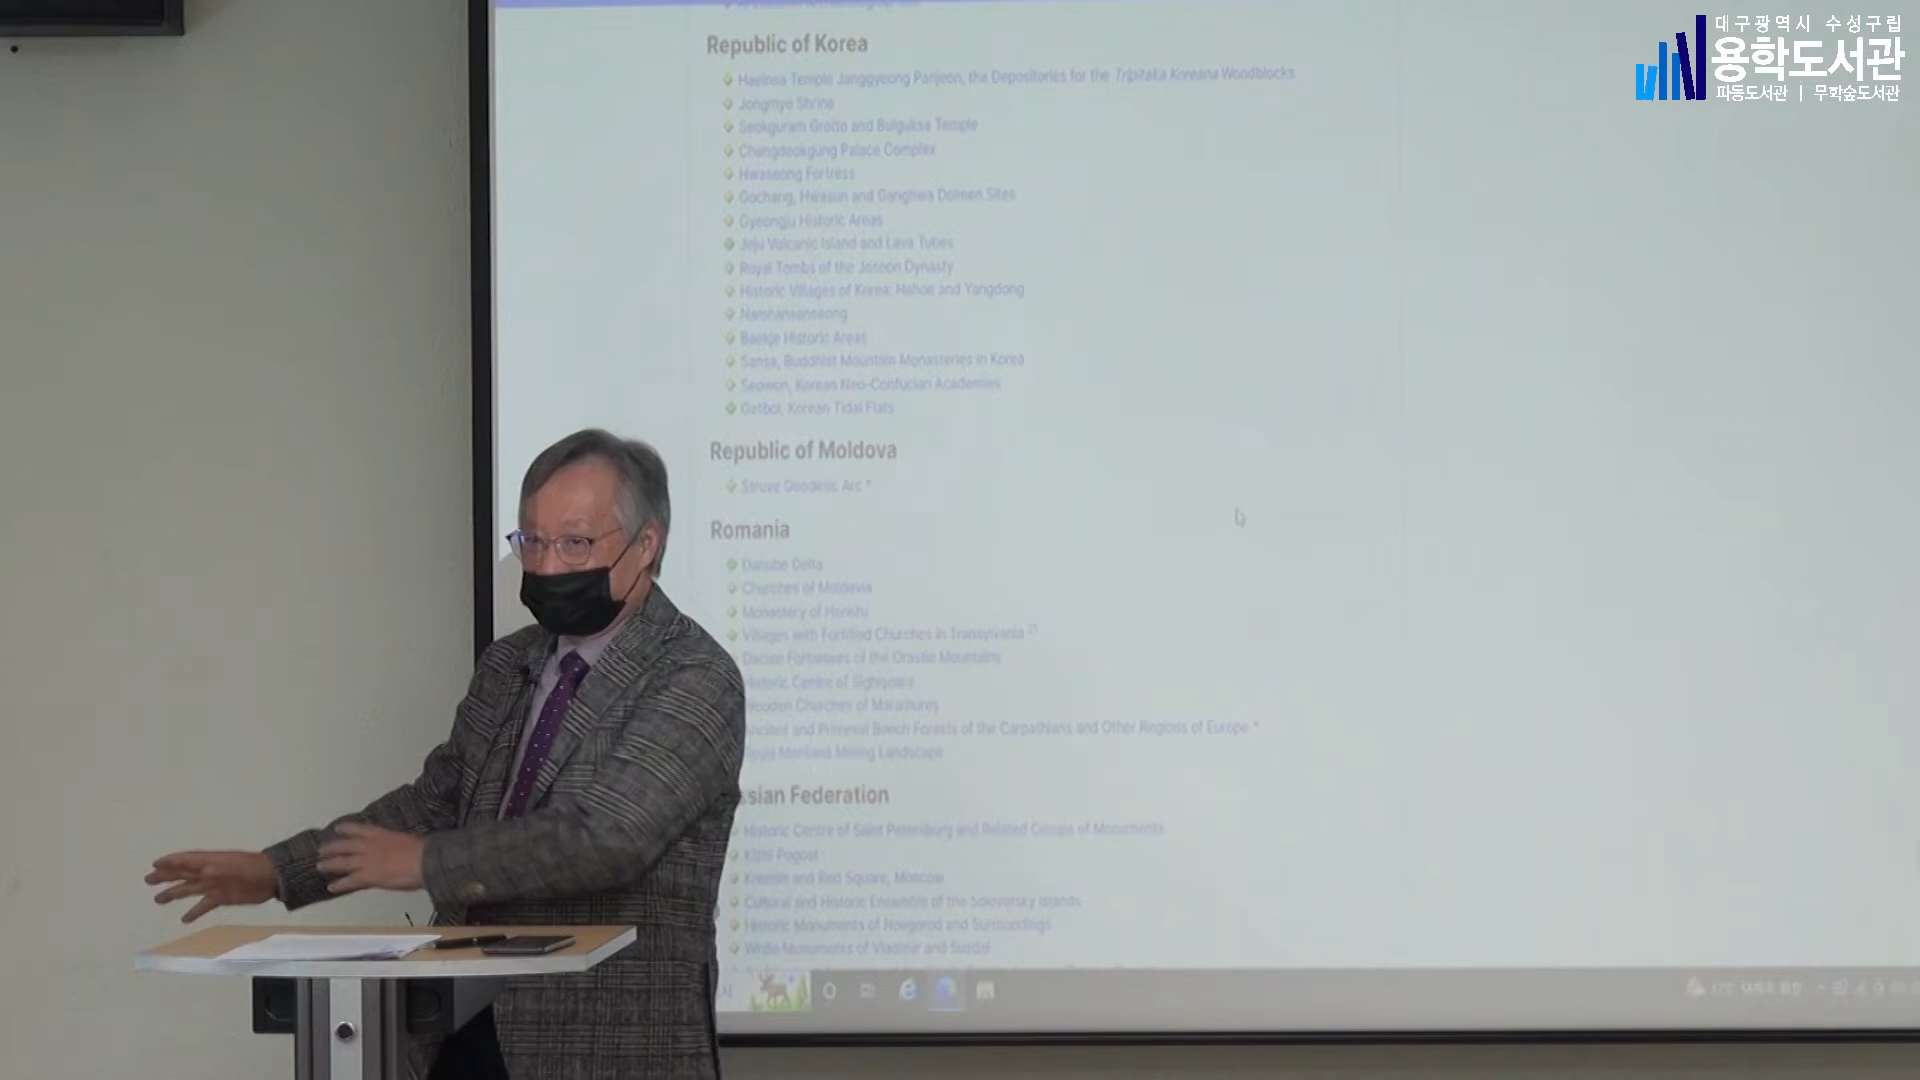 대구광역시 수성구립
용학도서관
파동도서관 | 무학숲도서관
Republic of Korea
Haeinsa Temple Janggyeong Panjeon, the Depositories for the Tripitaka Koreana Woodblocks
Jongmyo Shrine
Seokguram Grotto and Bulguksa Temple
Changdeokgung Palace Complex
Hwaseong Fortress
Gochang, Hwasun and Ganghwa Dolmen Sites
Gyeongju Historic Areas
Jeju Volcanic Island and Lava Tubes
Royal Tombs of the Joseon Dynasty
Historic Villages of Korea: Hahoe and Yangdong
Namhansanseong
Baekje Historic Areas
Sansa, Buddhist Mountain Monasteries in Korea
Seowon, Korean Neo-Confucian Academies
Getbol, Korean Tidal Flats
Republic of Moldova
Struve Geodetic Arc *
Romania
Danube Delta
Churches of Moldavia
Monastery of Horezu
Villages with Fortified Churches in Transylvania
Dacian Fortresses of the Orastie Mountains
Historic Centre of Sighişoara
Wooden Churches of Maramureş
Ancient and Primeval Beech Forests of the Carpathians and Other Regions of Europe *
Montană Mining Landscape
sian Federation
Historic Centre of Saint Petersburg and Related Groups of Monuments
Kizhi Pogost
Kremlin and Red Square, Moscow
Cultural and Historic Ensemble of the Solovetsky Islands
Historic Monuments of Novgorod and Surroundings
White Monuments of Vladimir and Suzdal